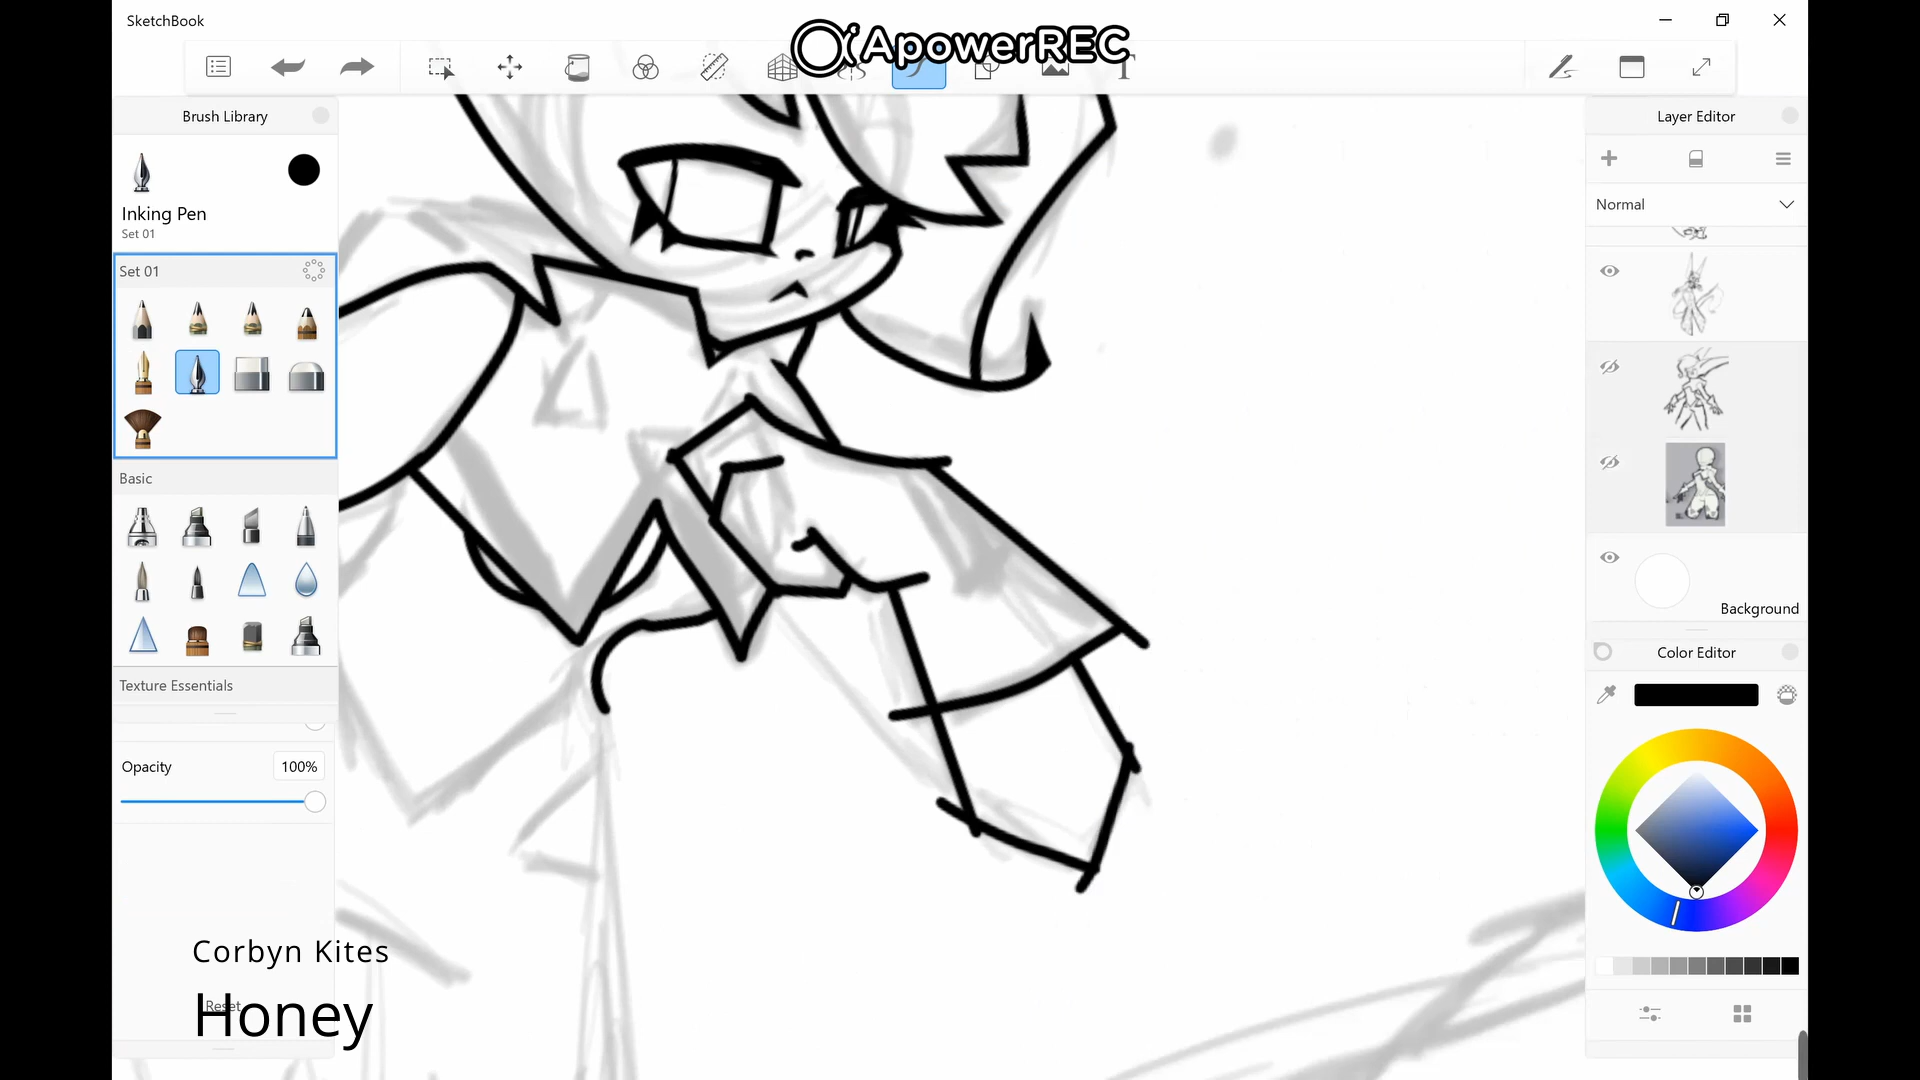 SketchBook
ApowerREC
T
Brush Library
Layer Editor
Inking Pen
Set 01
Normal
Set 01
Basic
Background
Color Editor
Texture Essentials
Opacity
100%
Corbyn Kites
Reset
Honey